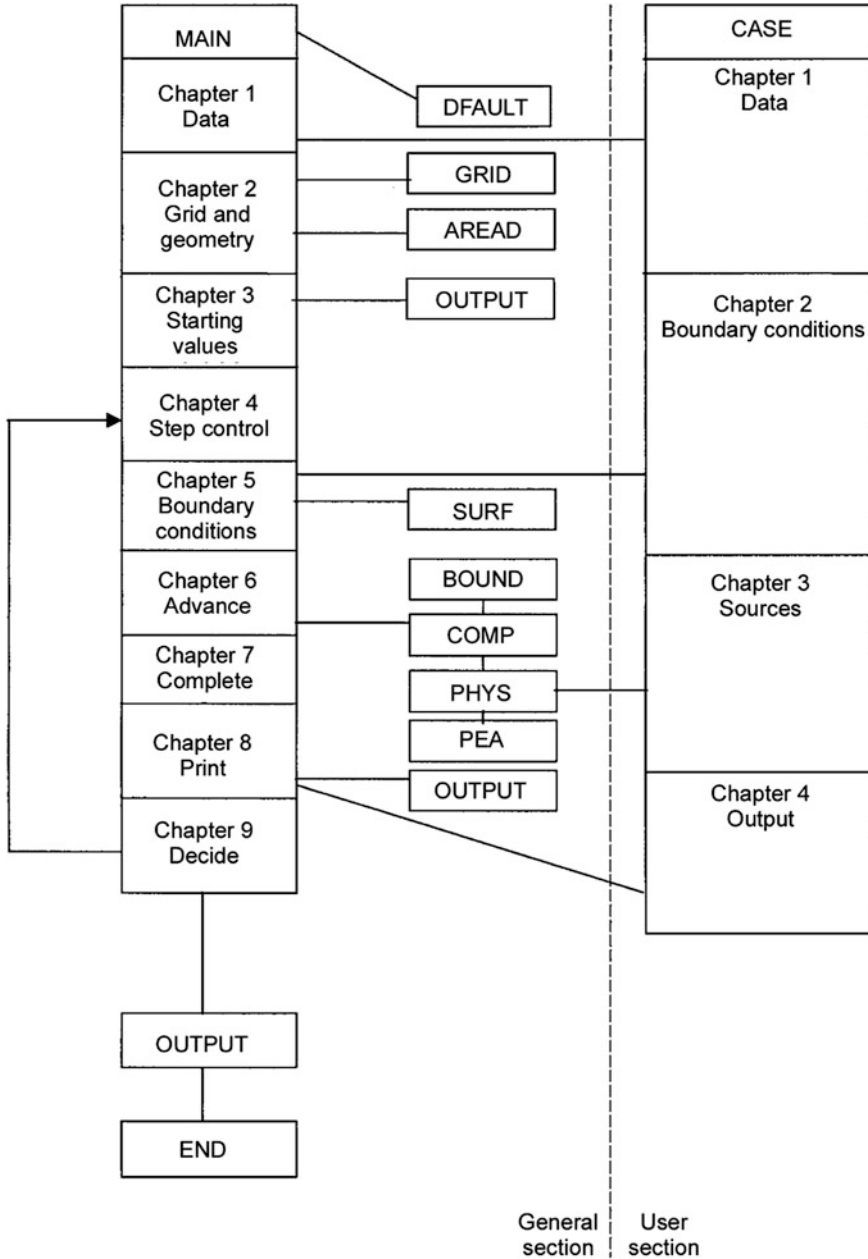 MAIN
Chapter 1
Data
Chapter 2
Grid and
geometry
Chapter 3
Starting
values
Chapter 4
Step control
Chapter 5
Boundary
conditions
Chapter 6
Advance
Chapter 7
Complete
Chapter 8
Print
Chapter 9
Decide
OUTPUT
END
DFAULT
GRID
AREAD
OUTPUT
SURF
BOUND
COMP
PHYS
PEA
OUTPUT
CASE
Chapter 1
Data
Chapter 2
Boundary conditions
Chapter 3
Sources
Chapter 4
Output
General
section
User
section